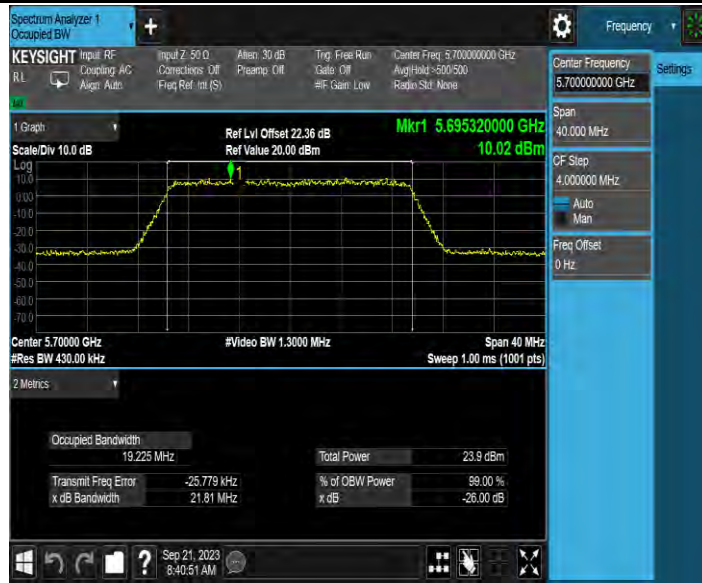 Spectrum Analyzer 1
Occupied BW
+
Frequency
KEYSIGHT
Input: RF
Coupling: AC
Align: Auto
Input Z: 50 Ω
Corrections: Off
Freq Ref: Int (S)
Atten: 30 dB
Preamp: Off
Trig: Free Run
Gate: Off
#IF Gain: Low
Center Freq: 5.700000000 GHz
Avg|Hold:>500/500
Radio Std: None
1 Graph
Scale/Div 10.0 dB
Ref Lvl Offset 22.36 dB
Ref Value 20.00 dBm
Mkr1 5.695320000 GHz
10.02 dBm
Log
10.0
0.00
-10.0
-20.0
-30.0
-40.0
-50.0
-60.0
-70.0
1
Center 5.70000 GHz
#Video BW 1.3000 MHz
Span 40 MHz
#Res BW 430.00 kHz
Sweep 1.00 ms (1001 pts)
2 Metrics
Occupied Bandwidth
19.225 MHz
Total Power 23.9 dBm
Transmit Freq Error -25.779 kHz
% of OBW Power 99.00 %
x dB Bandwidth 21.81 MHz
x dB -26.00 dB
Center Frequency
5.700000000 GHz
Settings
Span
40.000 MHz
CF Step
4.000000 MHz
Auto
Man
Freq Offset
0 Hz
?
Sep 21, 2023
8:40:51 AM